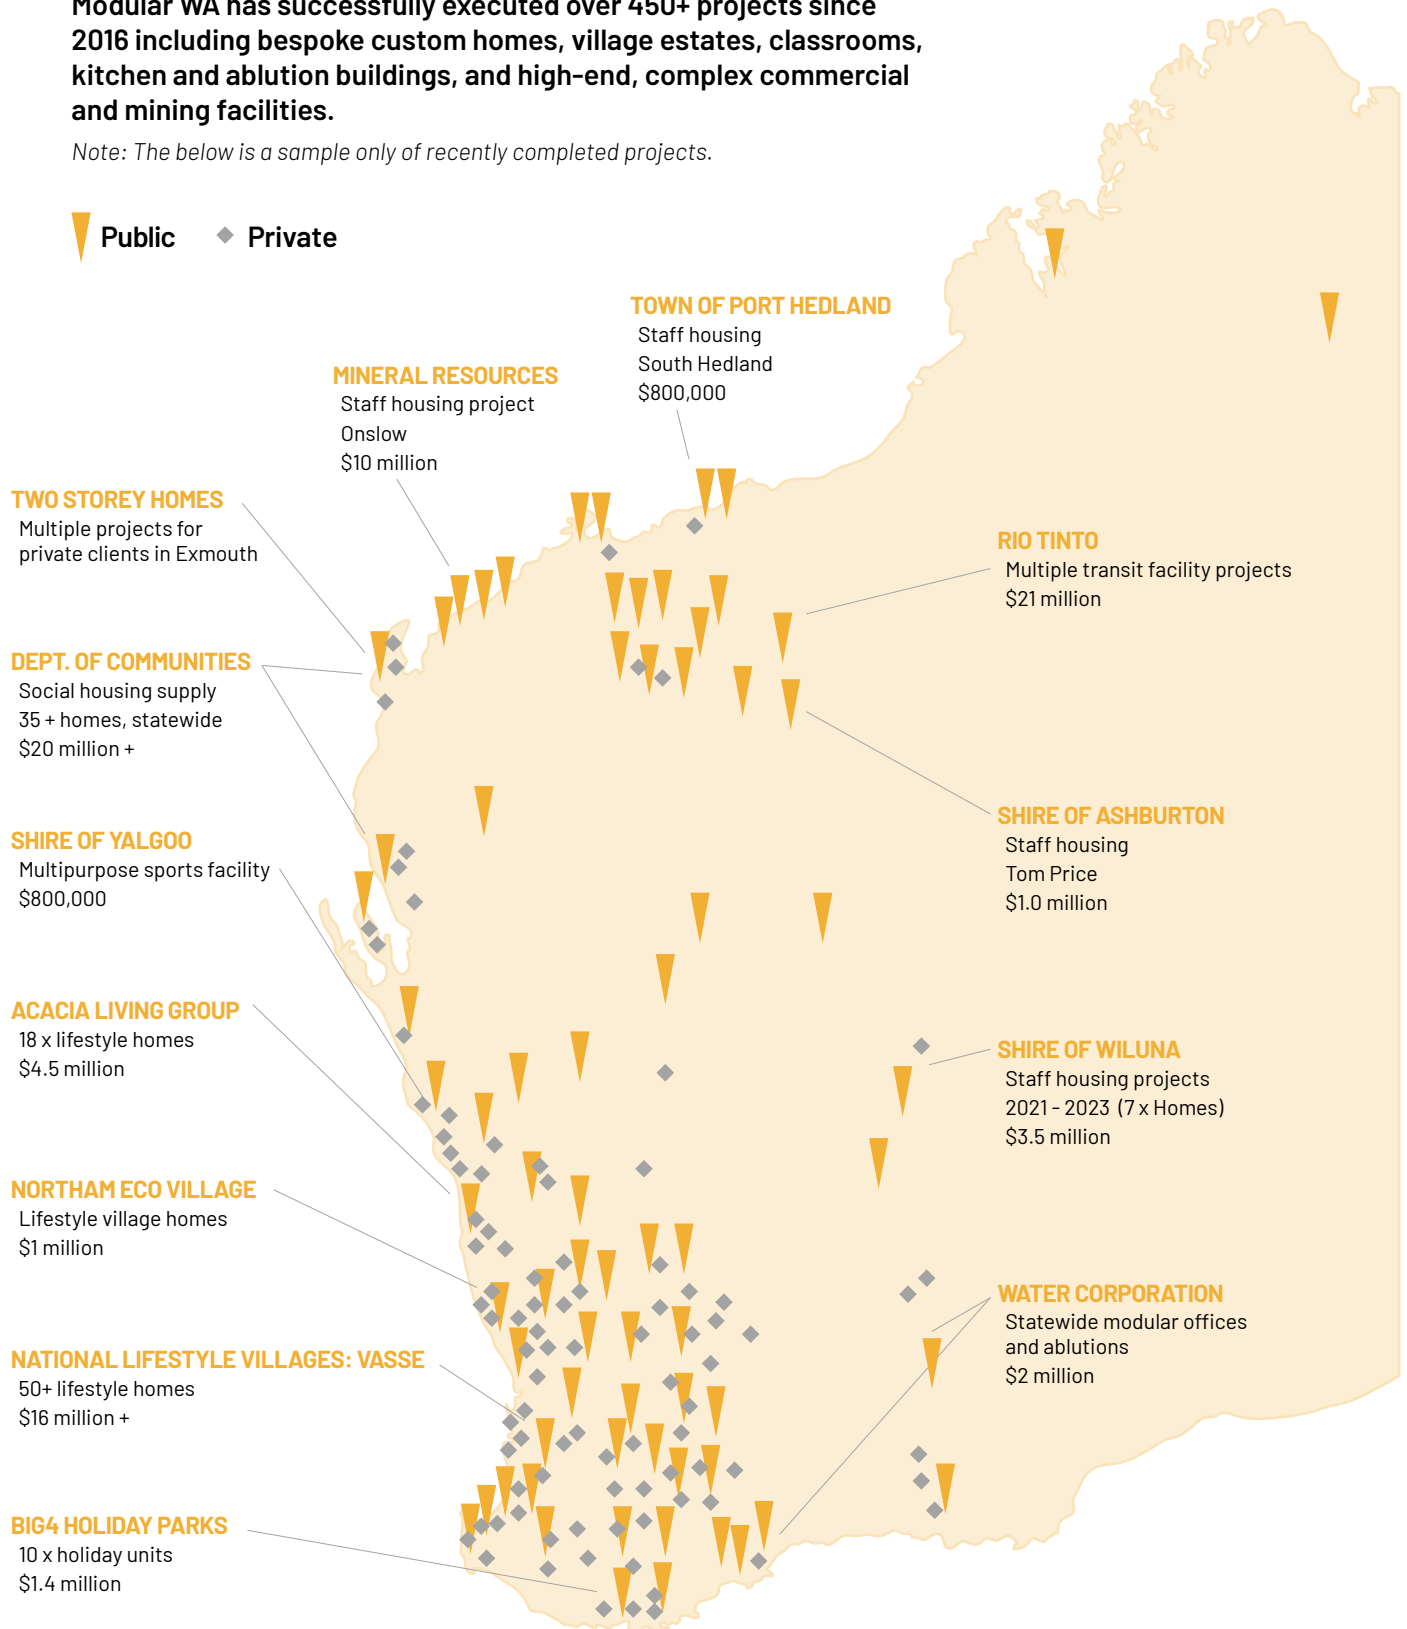 Modular WA has successfully executed over 450+ projects since
2016 including bespoke custom homes, village estates, classrooms,
kitchen and ablution buildings, and high-end, complex commercial
and mining facilities.
Note: The below is a sample only of recently completed projects.
Public
Private
TOWN OF PORT HEDLAND
Staff housing
South Hedland
$800,000
MINERAL RESOURCES
Staff housing project
Onslow
$10 million
TWO STOREY HOMES
Multiple projects for
private clients in Exmouth
RIO TINTO
Multiple transit facility projects
$21 million
DEPT. OF COMMUNITIES
Social housing supply
35 + homes, statewide
$20 million +
SHIRE OF ASHBURTON
Staff housing
Tom Price
$1.0 million
SHIRE OF YALGOO
Multipurpose sports facility
$800,000
ACACIA LIVING GROUP
18 x lifestyle homes
$4.5 million
SHIRE OF WILUNA
Staff housing projects
2021 - 2023 (7 x Homes)
$3.5 million
NORTHAM ECO VILLAGE
Lifestyle village homes
$1 million
WATER CORPORATION
Statewide modular offices
and ablutions
$2 million
NATIONAL LIFESTYLE VILLAGES: VASSE
50+ lifestyle homes
$16 million +
BIG4 HOLIDAY PARKS
10 x holiday units
$1.4 million